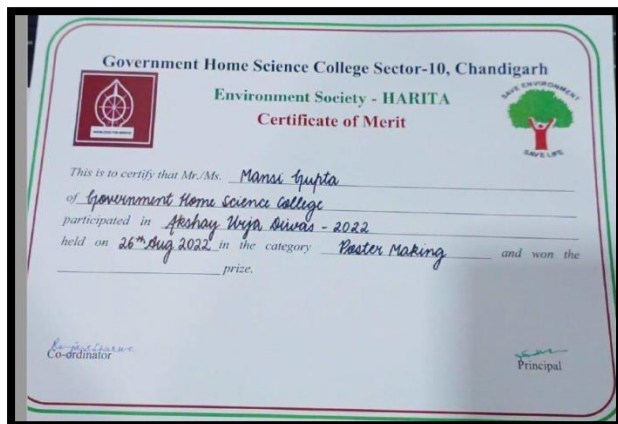 Government Home Science College Sector-10, Chandigarh
Environment Society - HARITA
Certificate of Merit
SAVE ENVIRONMENT
SAVE LIFE
This is to certify that Mr./Ms. Mansi Gupta
of Government Home Science College
participated in Akshay Urja Diwas - 2022
held on 26th Aug 2022 in the category Poster Making and won the
prize.
Co-ordinator
Principal